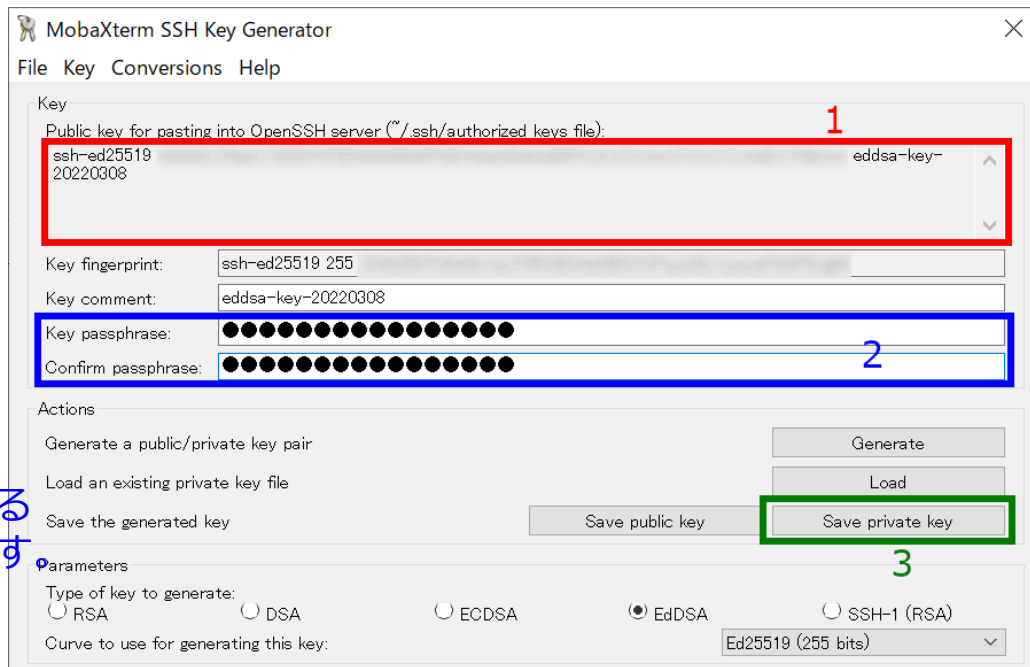 MobaXterm SSH Key Generator
File Key Conversions Help
Key
Public key for pasting into OpenSSH server (~/.ssh/authorized keys file):
1
ssh-ed25519 eddsa-key-
20220308
Key fingerprint: ssh-ed25519 255
Key comment: eddsa-key-20220308
Key passphrase: ●●●●●●●●●●●●●●●●
2
Confirm passphrase: ●●●●●●●●●●●●●●●●
Actions
Generate a public/private key pair Generate
Load an existing private key file Load
る
Save the generated key Save public key Save private key
す。
3
Parameters
Type of key to generate:
RSA DSA ECDSA EdDSA SSH-1 (RSA)
Curve to use for generating this key: Ed25519 (255 bits)